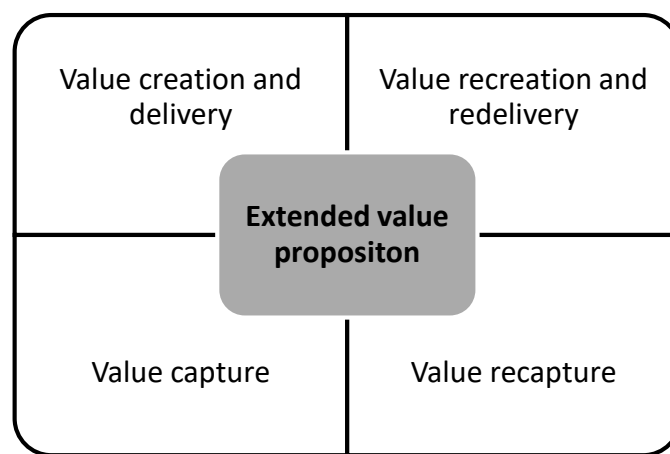 Value creation and
delivery
Value recreation and
redelivery
Extended value
propositon
Value capture
Value recapture